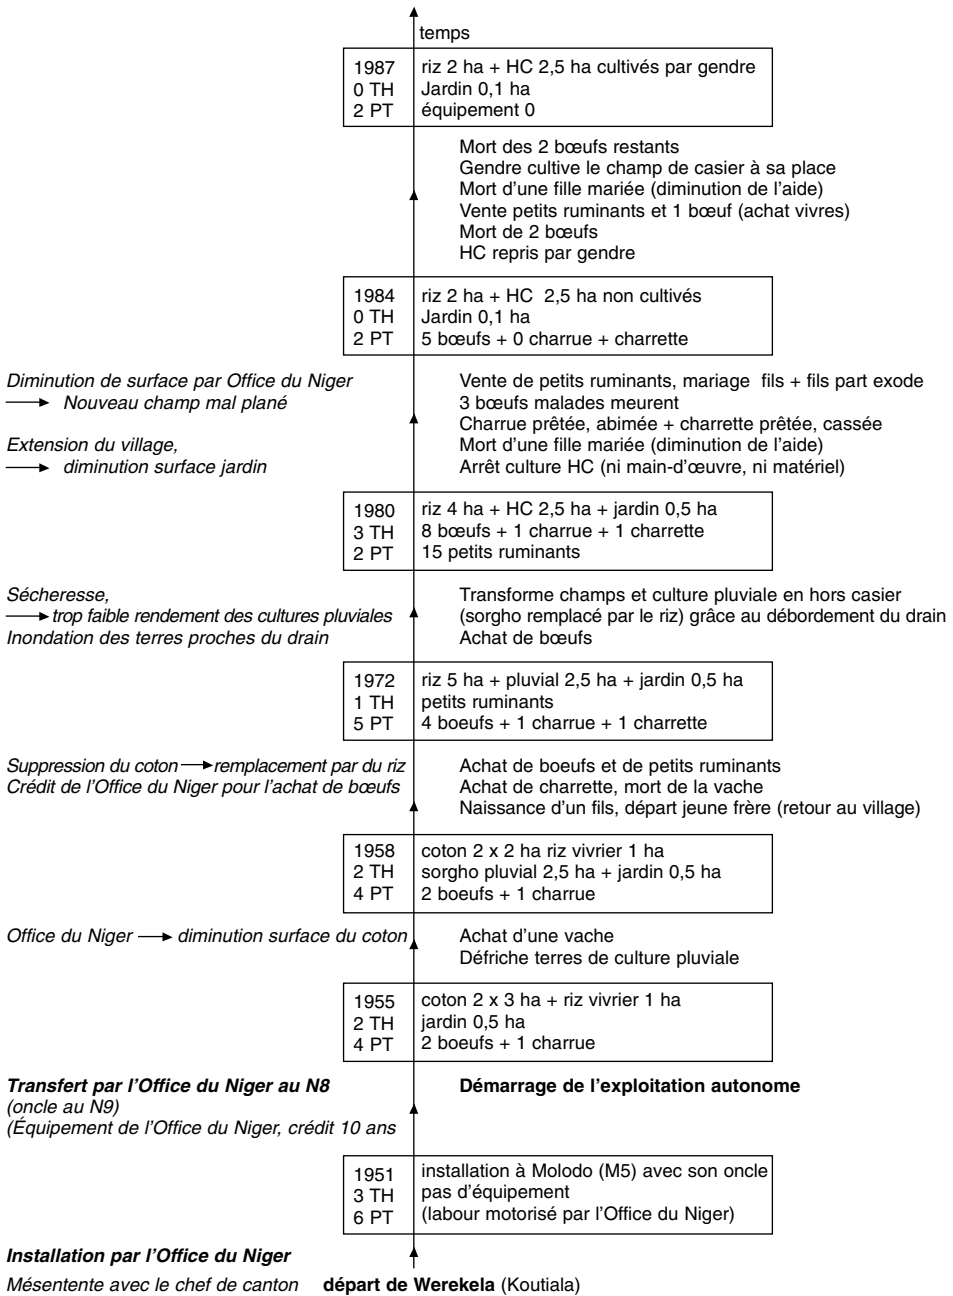 temps
1987 riz 2 ha + HC 2,5 ha cultivés par gendre
0 TH Jardin 0,1 ha
2 PT équipement 0
Mort des 2 bœufs restants
Gendre cultive le champ de casier à sa place
Mort d'une fille mariée (diminution de l'aide)
Vente petits ruminants et 1 bœuf (achat vivres)
Mort de 2 bœufs
HC repris par gendre
1984 riz 2 ha + HC 2,5 ha non cultivés
0 TH Jardin 0,1 ha
2 PT 5 bœufs + 0 charrue + charrette
Diminution de surface par Office du Niger
→ Nouveau champ mal plané
Extension du village,
→ diminution surface jardin
Vente de petits ruminants, mariage fils + fils part exode
3 bœufs malades meurent
Charrue prêtée, abimée + charrette prêtée, cassée
Mort d'une fille mariée (diminution de l'aide)
Arrêt culture HC (ni main-d'œuvre, ni matériel)
1980 riz 4 ha + HC 2,5 ha + jardin 0,5 ha
3 TH 8 bœufs + 1 charrue + 1 charrette
2 PT 15 petits ruminants
Sécheresse,
→ trop faible rendement des cultures pluviales
Inondation des terres proches du drain
Transforme champs et culture pluviale en hors casier
(sorgho remplacé par le riz) grâce au débordement du drain
Achat de bœufs
1972 riz 5 ha + pluvial 2,5 ha + jardin 0,5 ha
1 TH petits ruminants
5 PT 4 boeufs + 1 charrue + 1 charrette
Suppression du coton → remplacement par du riz
Crédit de l'Office du Niger pour l'achat de bœufs
Achat de boeufs et de petits ruminants
Achat de charrette, mort de la vache
Naissance d'un fils, départ jeune frère (retour au village)
1958 coton 2 x 2 ha riz vivrier 1 ha
2 TH sorgho pluvial 2,5 ha + jardin 0,5 ha
4 PT 2 boeufs + 1 charrue
Office du Niger → diminution surface du coton
Achat d'une vache
Défriche terres de culture pluviale
1955 coton 2 x 3 ha + riz vivrier 1 ha
2 TH jardin 0,5 ha
4 PT 2 boeufs + 1 charrue
Transfert par l'Office du Niger au N8
(oncle au N9)
(Équipement de l'Office du Niger, crédit 10 ans
Démarrage de l'exploitation autonome
1951 installation à Molodo (M5) avec son oncle
3 TH pas d'équipement
6 PT (labour motorisé par l'Office du Niger)
Installation par l'Office du Niger
Mésentente avec le chef de canton départ de Werekela (Koutiala)